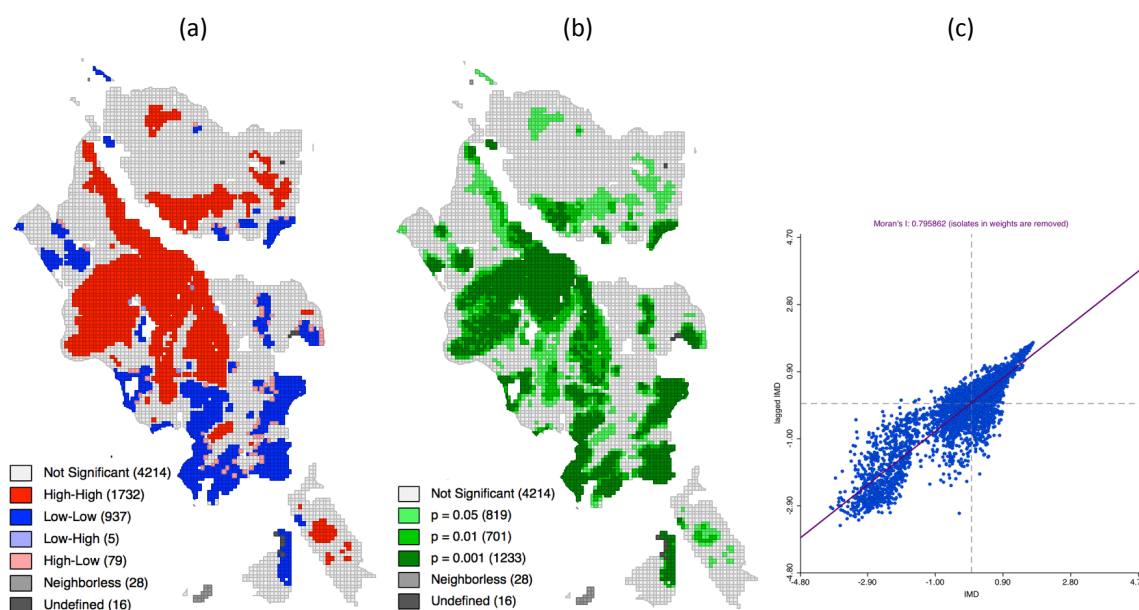 (a)
(b)
(c)
Not Significant (4214)
High-High (1732)
Low-Low (937)
Low-High (5)
High-Low (79)
Neighborless (28)
Undefined (16)
Not Significant (4214)
p = 0.05 (819)
p = 0.01 (701)
p = 0.001 (1233)
Neighborless (28)
Undefined (16)
Moran's I: 0.795862 (isolates in weights are removed)
4.70
2.80
0.90
-1.00
-2.90
-4.80
lagged IMD
-4.80
-2.90
-1.00
0.90
2.80
4.7
IMD